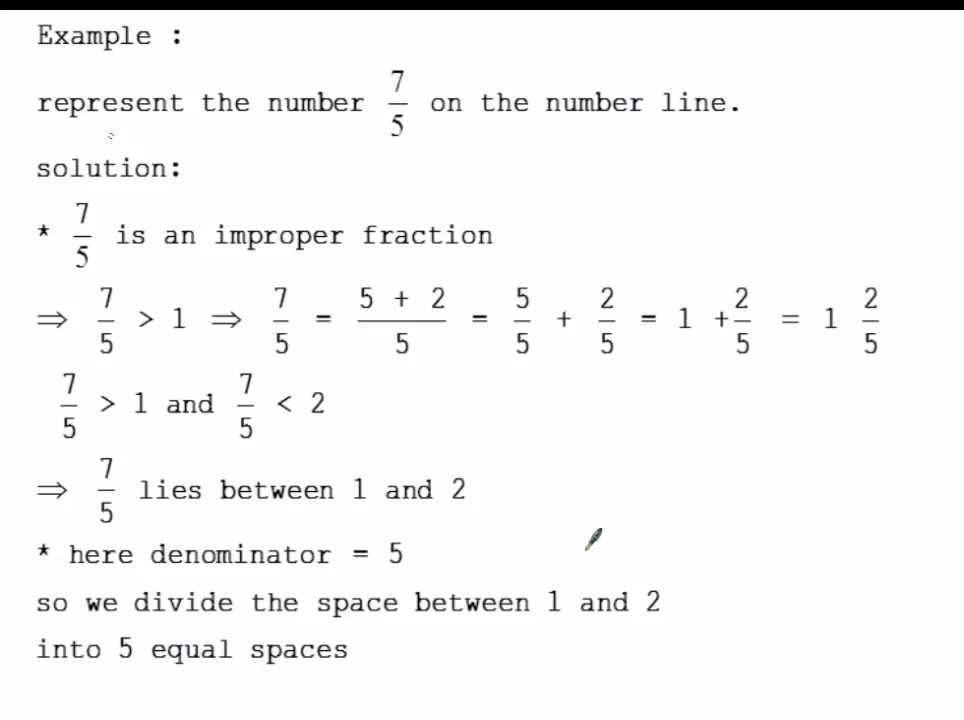 Example :
represent the number 7/5 on the number line.
solution:
* 7/5 is an improper fraction
⇒ 7/5 > 1 ⇒ 7/5 = (5 + 2)/5 = 5/5 + 2/5 = 1 + 2/5 = 1 2/5
7/5 > 1 and 7/5 < 2
⇒ 7/5 lies between 1 and 2
* here denominator = 5
so we divide the space between 1 and 2
into 5 equal spaces